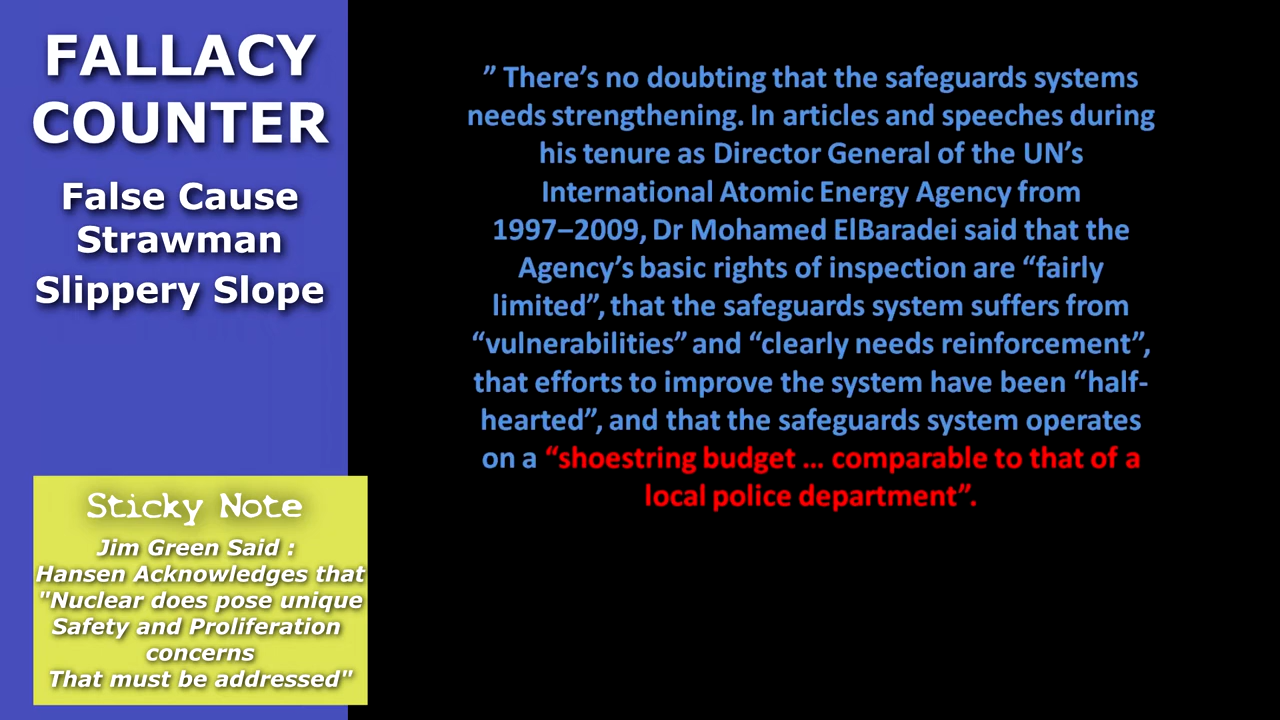 FALLACY
COUNTER
False Cause
Strawman
Slippery Slope
Sticky Note
Jim Green Said :
Hansen Acknowledges that
"Nuclear does pose unique
Safety and Proliferation
concerns
That must be addressed"
” There’s no doubting that the safeguards systems
needs strengthening. In articles and speeches during
his tenure as Director General of the UN’s
International Atomic Energy Agency from
1997–2009, Dr Mohamed ElBaradei said that the
Agency’s basic rights of inspection are “fairly
limited”, that the safeguards system suffers from
“vulnerabilities” and “clearly needs reinforcement”,
that efforts to improve the system have been “half-
hearted”, and that the safeguards system operates
on a “shoestring budget ... comparable to that of a
local police department”.